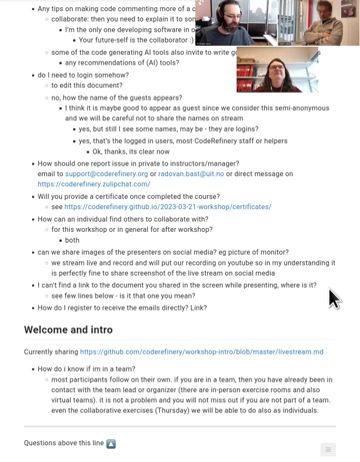 Any tips on making code commenting more of a
collaborate: then you need to explain it to
I'm the only one developing software in
Your future-self is the collaborator :)
some of the code generating AI tools also invite to write
any recommendations of (AI) tools?
do I need to login somehow?
to edit this document?
no, how the name of the guests appears?
I think it is maybe good to appear as guest since we consider this semi-anonymous
and we will be careful not to share the names on stream
yes, but still I see some names, may be - they are logins?
yes, that's the logged in users, most CodeRefinery staff or helpers
Ok, thanks, its clear now
How should one report issue in private to instructors/manager?
email to support@coderefinery.org or radovan.bast@uit.no or direct message on
https://coderefinery.zulipchat.com/
Will you provide a certificate once completed the course?
see https://coderefinery.github.io/2023-03-21-workshop/certificates/
How can an individual find others to collaborate with?
for this workshop or in general for after workshop?
both
can we share images of the presenters on social media? eg picture of monitor?
we stream live and record and will put our recording on youtube so in my understanding it
is perfectly fine to share screenshot of the live stream on social media
I can't find a link to the document you shared in the screen while presenting, where is it?
see few lines below - is it that one you mean?
How do I register to receive the emails directly? Link?
Welcome and intro
Currently sharing https://github.com/coderefinery/workshop-intro/blob/master/livestream.md
How do i know if im in a team?
most participants follow on their own. if you are in a team, then you have already been in
contact with the team lead or organizer (there are in-person exercise rooms and also
virtual teams). it is not a problem and you will not miss out if you are not part of a team.
even the collaborative exercises (Thursday) we will be able to do also as individuals.
Questions above this line